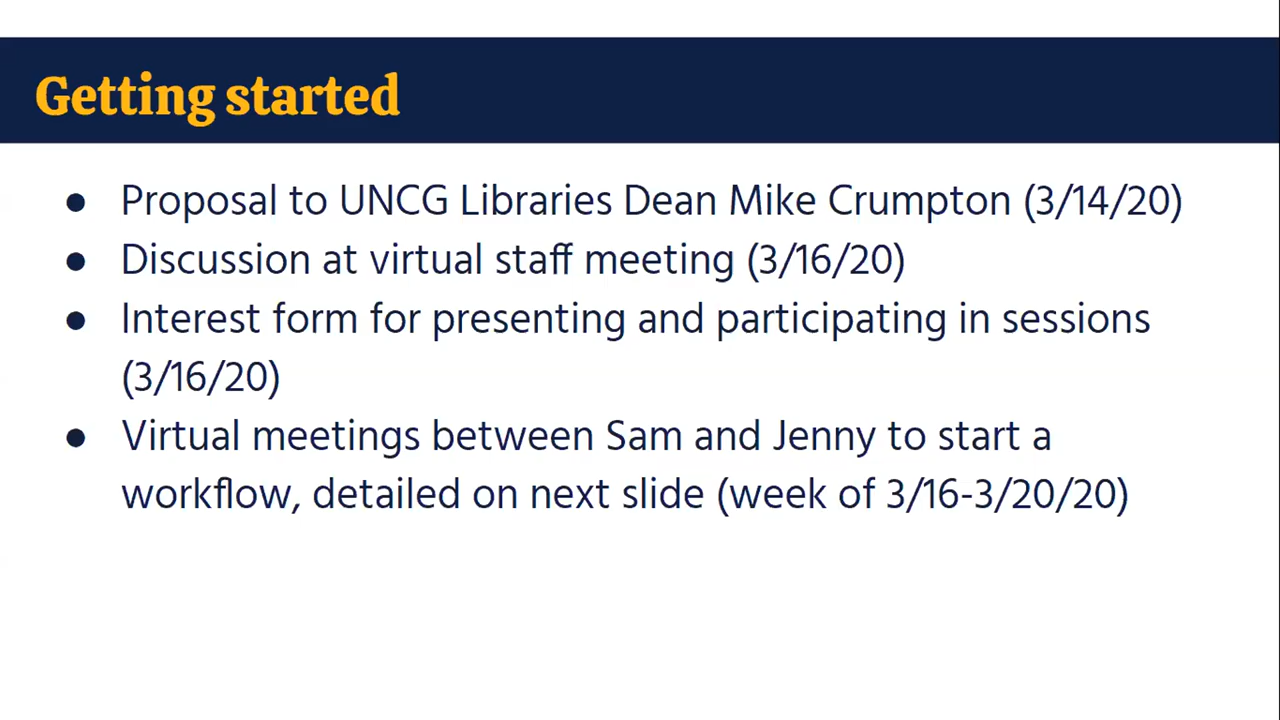 Getting started
● Proposal to UNCG Libraries Dean Mike Crumpton (3/14/20)
● Discussion at virtual staff meeting (3/16/20)
● Interest form for presenting and participating in sessions
(3/16/20)
● Virtual meetings between Sam and Jenny to start a
workflow, detailed on next slide (week of 3/16-3/20/20)